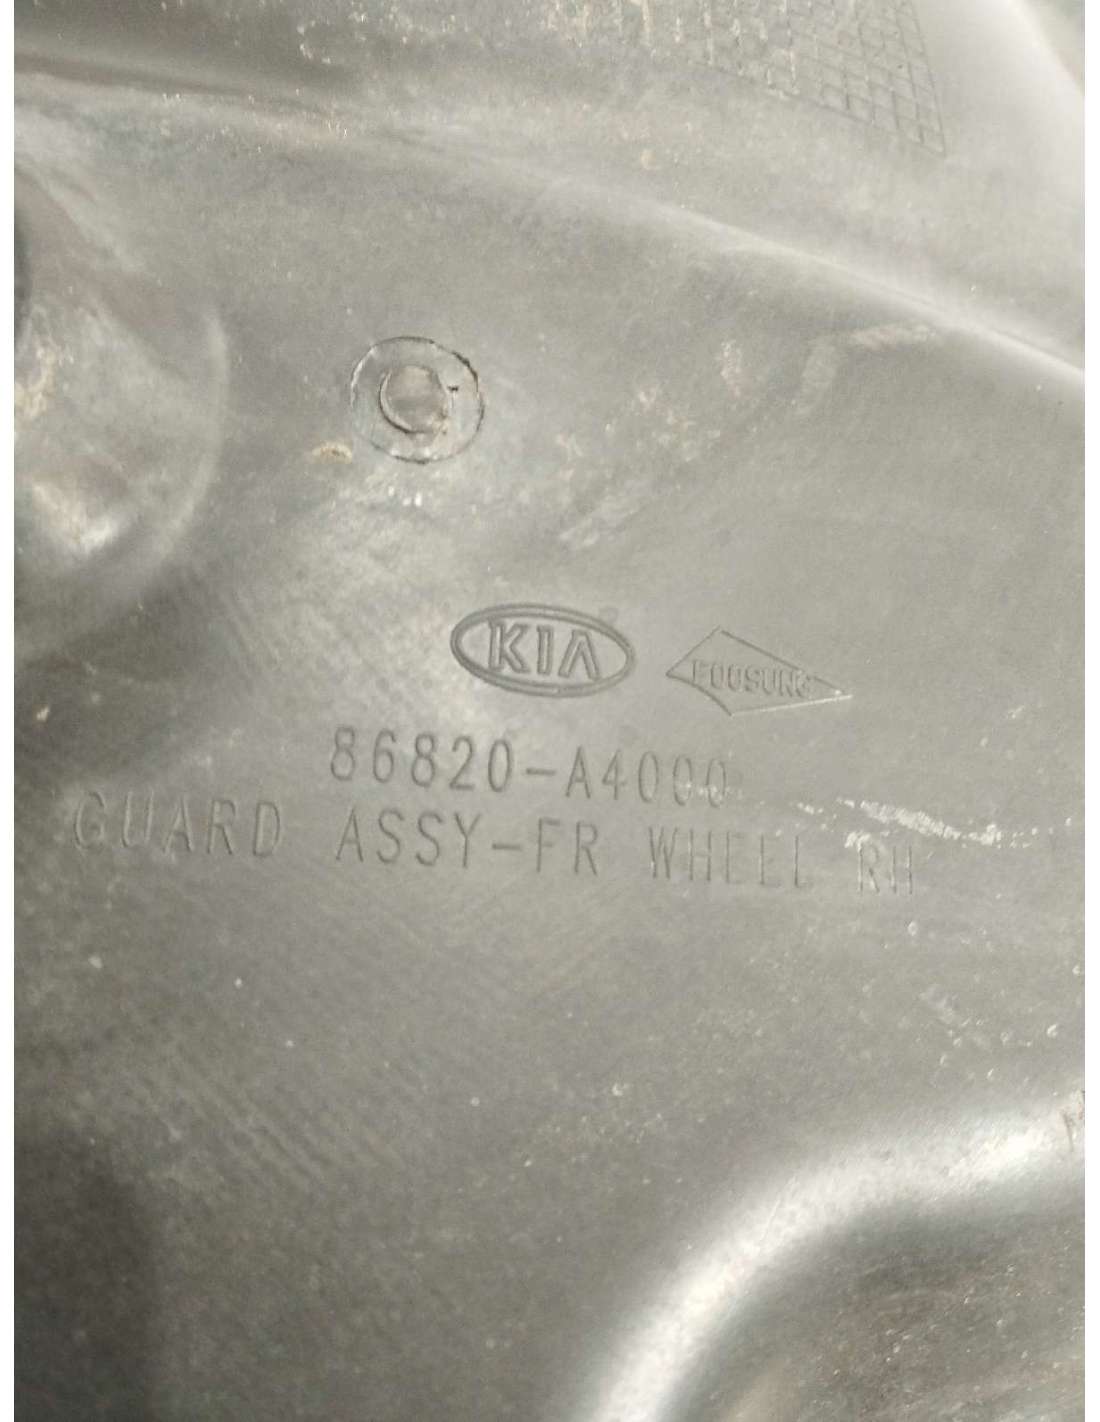 KIA FOOSUNG
86820-A4000
GUARD ASSY-FR WHEEL RH